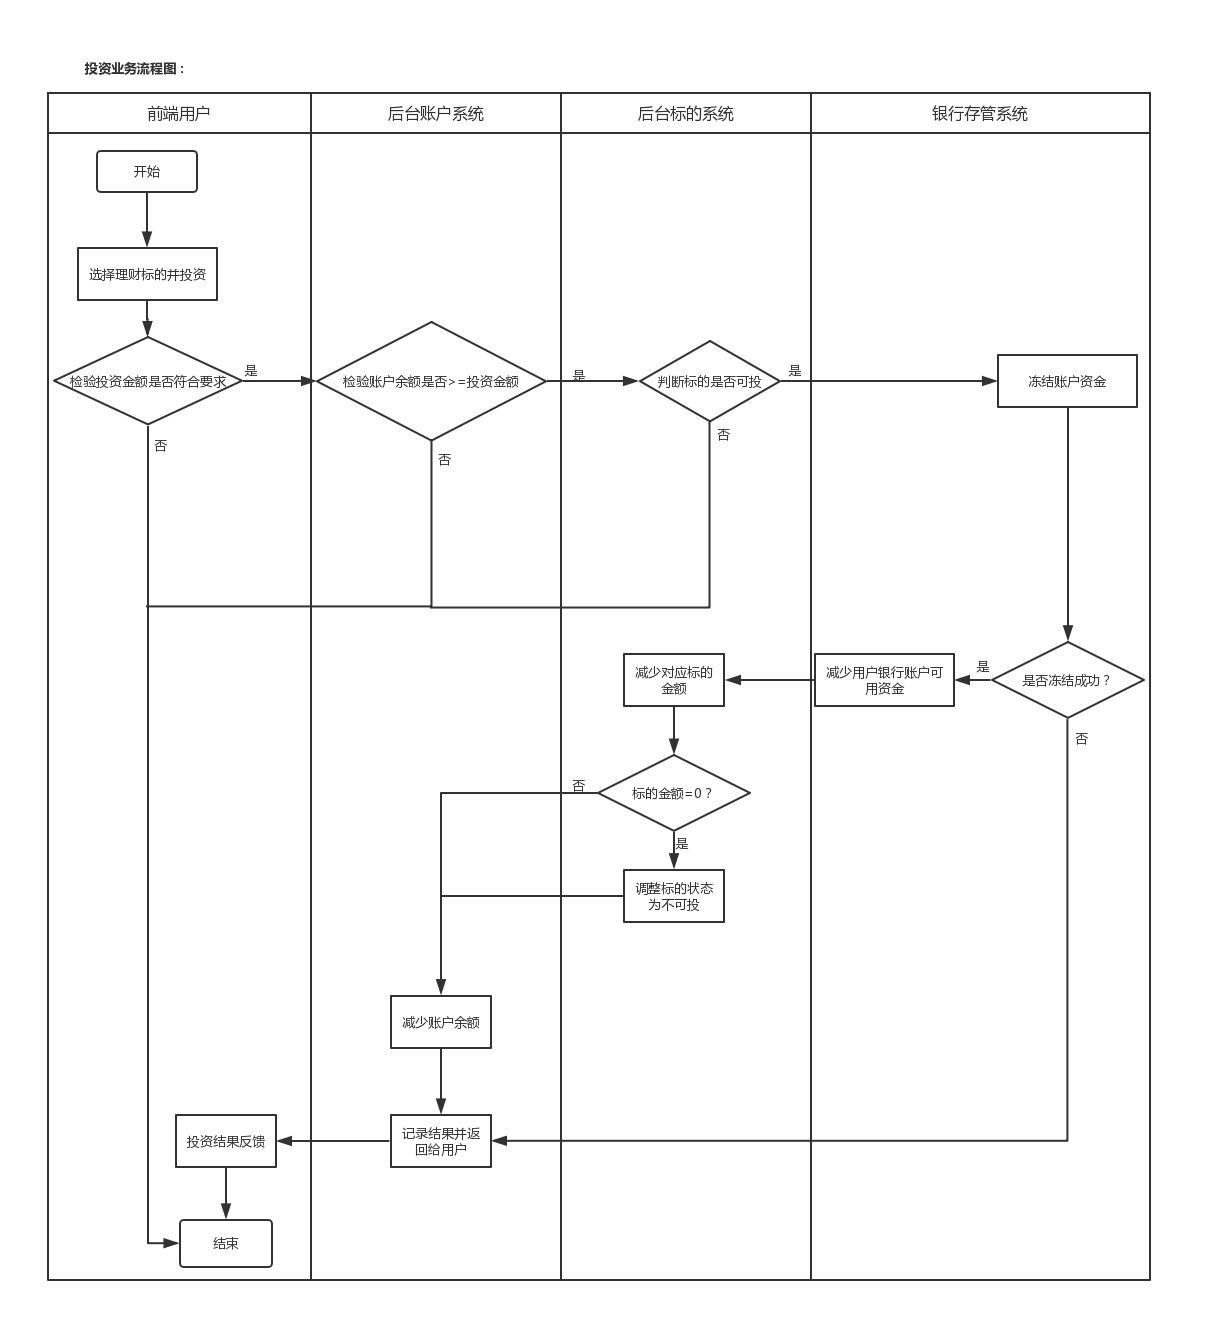 投资业务流程图：
前端用户
后台账户系统
后台标的系统
银行存管系统
开始
选择理财标的并投资
检验投资金额是否符合要求
是
检验账户余额是否>=投资金额
是
判断标的是否可投
是
冻结账户资金
否
否
否
减少对应标的
金额
减少用户银行账户可
用资金
是
是否冻结成功？
否
否
标的金额=0？
是
调整标的状态
为不可投
减少账户余额
投资结果反馈
记录结果并返
回给用户
结束